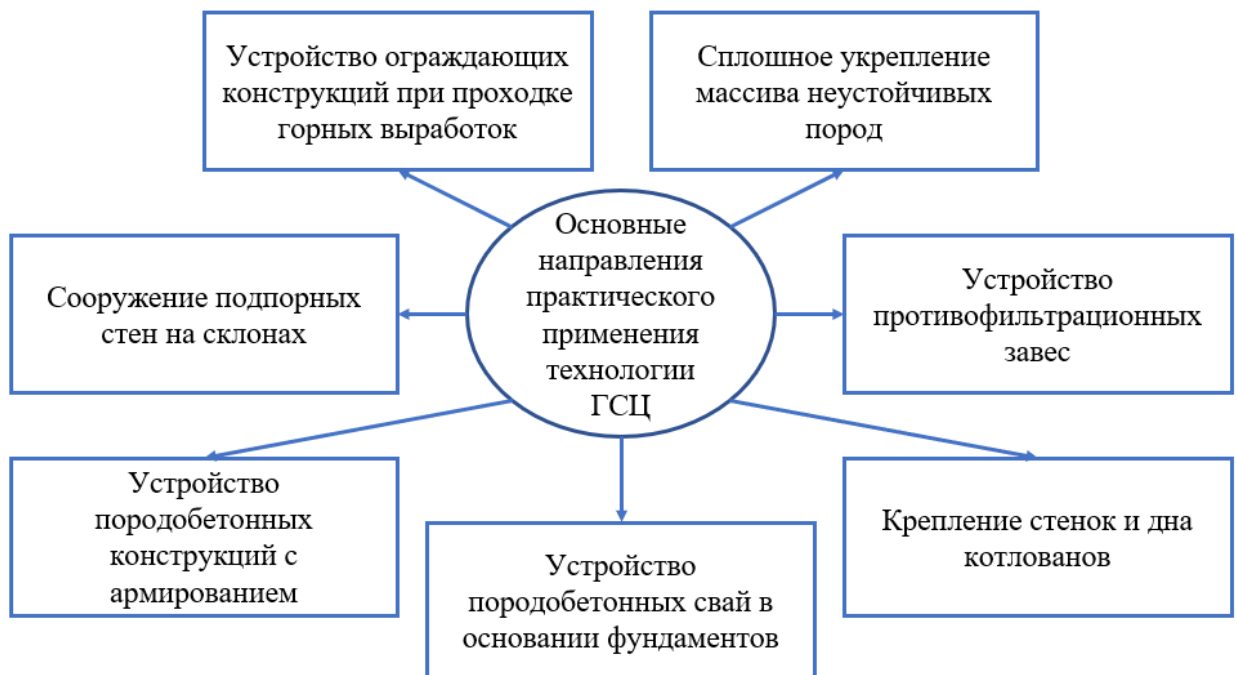 Устройство ограждающих
конструкций при проходке
горных выработок
Сплошное укрепление
массива неустойчивых
пород
Основные
направления
практического
применения
технологии
ГСЦ
Сооружение подпорных
стен на склонах
Устройство
противофильтрационных
завес
Устройство
породобетонных
конструкций с
армированием
Устройство
породобетонных свай в
основании фундаментов
Крепление стенок и дна
котлованов